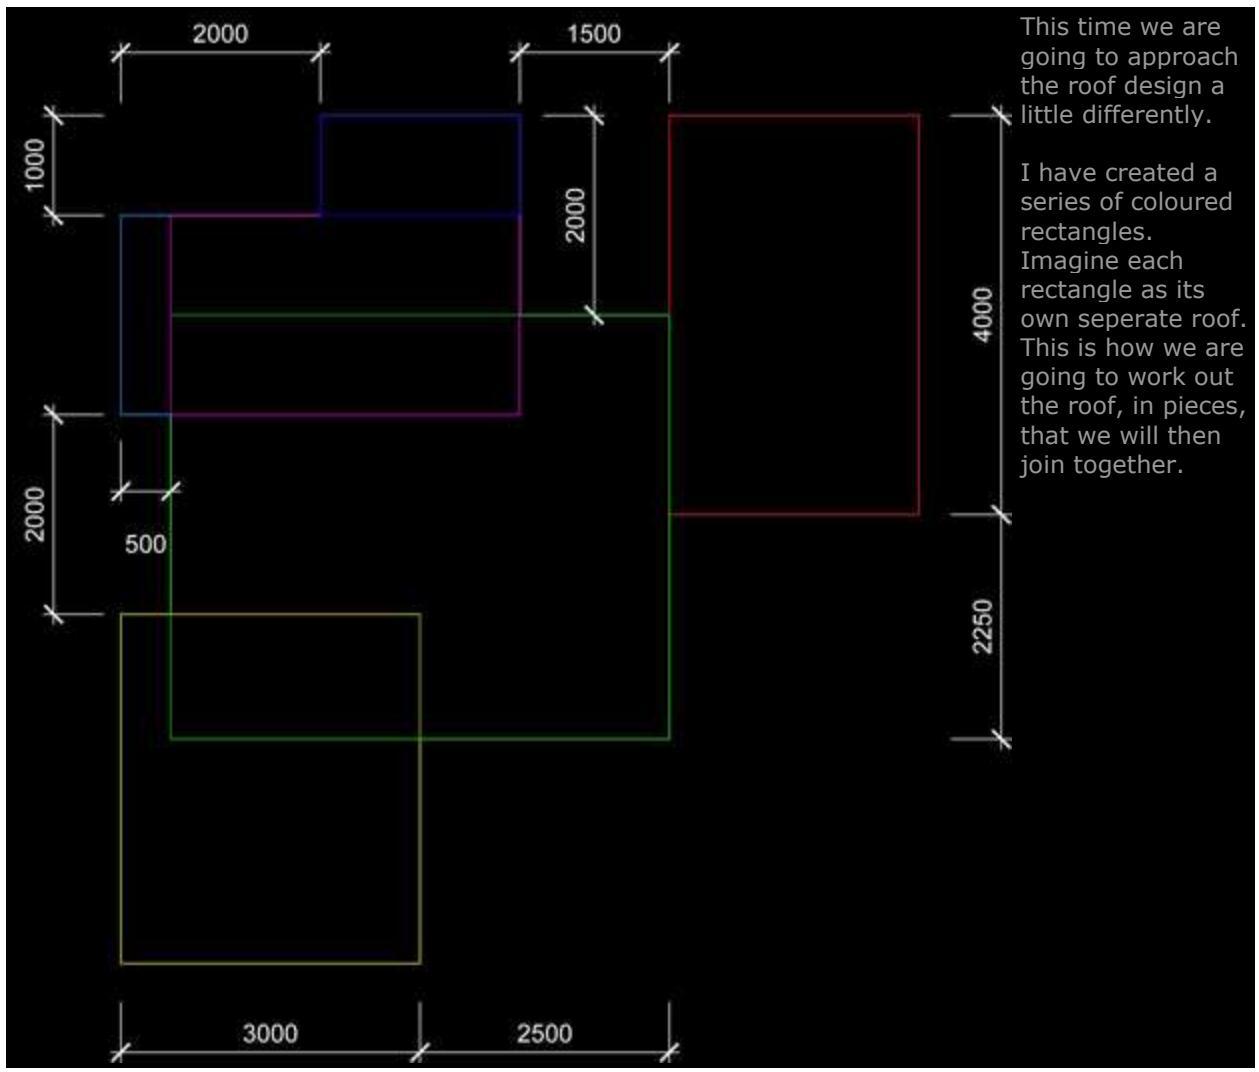 2000
1500
This time we are
going to approach
the roof design a
little differently.
1000
I have created a
series of coloured
rectangles.
Imagine each
rectangle as its
own seperate roof.
This is how we are
going to work out
the roof, in pieces,
that we will then
join together.
2000
4000
2000
500
2250
3000
2500